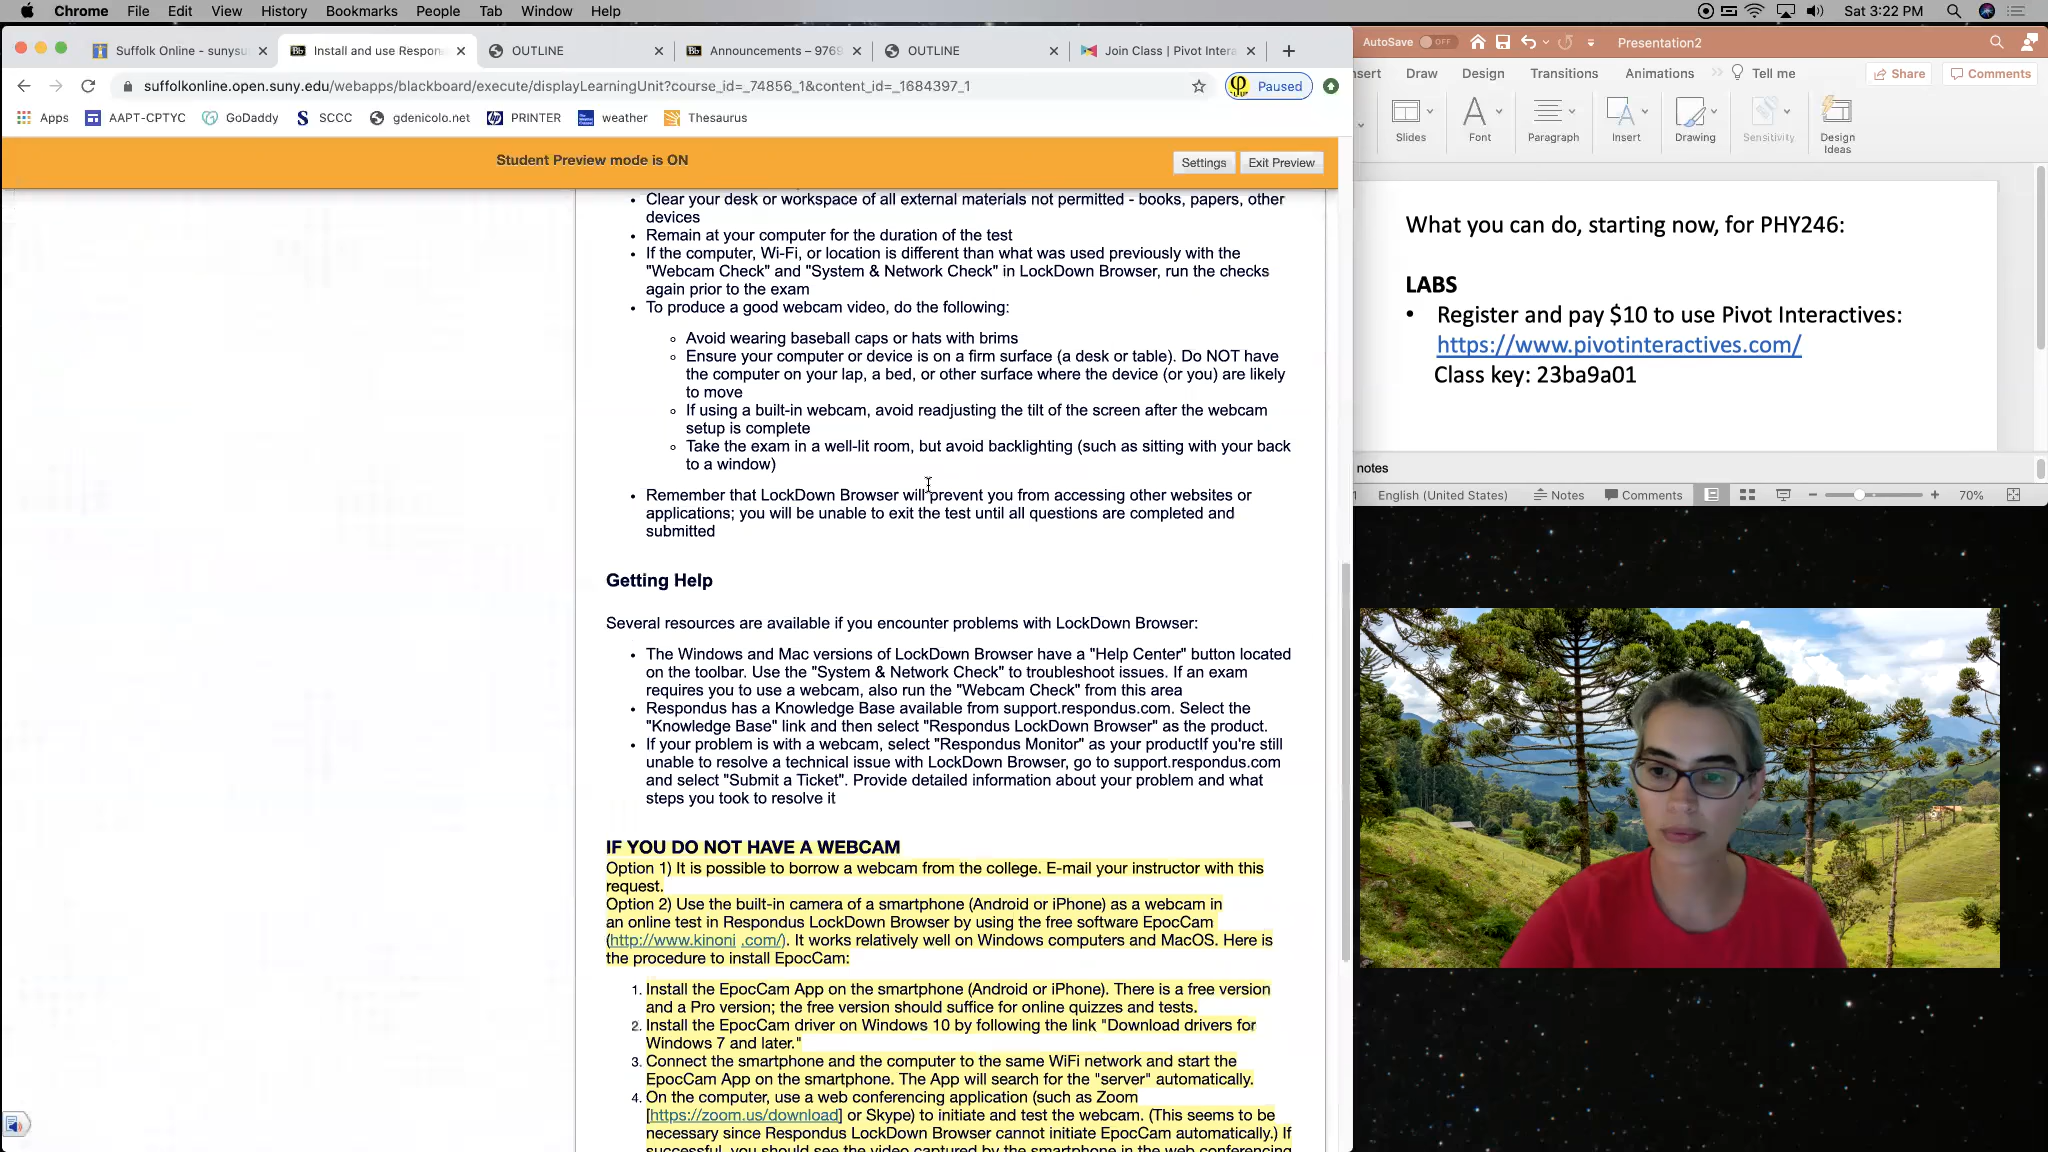 Chrome File Edit View History Bookmarks People Tab Window Help
Sat 3:22 PM
Suffolk Online - sunysu
Install and use Respon
OUTLINE
Announcements – 9769
OUTLINE
Join Class | Pivot Intera
suffolkonline.open.suny.edu/webapps/blackboard/execute/displayLearningUnit?course_id=_74856_1&content_id=_1684397_1
Paused
Apps AAPT-CPTYC GoDaddy SCCC gdenicolo.net PRINTER weather Thesaurus
Student Preview mode is ON
Settings
Exit Preview
• Clear your desk or workspace of all external materials not permitted - books, papers, other
devices
• Remain at your computer for the duration of the test
• If the computer, Wi-Fi, or location is different than what was used previously with the
"Webcam Check" and "System & Network Check" in LockDown Browser, run the checks
again prior to the exam
• To produce a good webcam video, do the following:
◦ Avoid wearing baseball caps or hats with brims
◦ Ensure your computer or device is on a firm surface (a desk or table). Do NOT have
the computer on your lap, a bed, or other surface where the device (or you) are likely
to move
◦ If using a built-in webcam, avoid readjusting the tilt of the screen after the webcam
setup is complete
◦ Take the exam in a well-lit room, but avoid backlighting (such as sitting with your back
to a window)
• Remember that LockDown Browser will prevent you from accessing other websites or
applications; you will be unable to exit the test until all questions are completed and
submitted
Getting Help
Several resources are available if you encounter problems with LockDown Browser:
• The Windows and Mac versions of LockDown Browser have a "Help Center" button located
on the toolbar. Use the "System & Network Check" to troubleshoot issues. If an exam
requires you to use a webcam, also run the "Webcam Check" from this area
• Respondus has a Knowledge Base available from support.respondus.com. Select the
"Knowledge Base" link and then select "Respondus LockDown Browser" as the product.
• If your problem is with a webcam, select "Respondus Monitor" as your productIf you're still
unable to resolve a technical issue with LockDown Browser, go to support.respondus.com
and select "Submit a Ticket". Provide detailed information about your problem and what
steps you took to resolve it
IF YOU DO NOT HAVE A WEBCAM
Option 1) It is possible to borrow a webcam from the college. E-mail your instructor with this
request.
Option 2) Use the built-in camera of a smartphone (Android or iPhone) as a webcam in
an online test in Respondus LockDown Browser by using the free software EpocCam
(http://www.kinoni .com/). It works relatively well on Windows computers and MacOS. Here is
the procedure to install EpocCam:
1. Install the EpocCam App on the smartphone (Android or iPhone). There is a free version
and a Pro version; the free version should suffice for online quizzes and tests.
2. Install the EpocCam driver on Windows 10 by following the link "Download drivers for
Windows 7 and later."
3. Connect the smartphone and the computer to the same WiFi network and start the
EpocCam App on the smartphone. The App will search for the "server" automatically.
4. On the computer, use a web conferencing application (such as Zoom
[https://zoom.us/download] or Skype) to initiate and test the webcam. (This seems to be
necessary since Respondus LockDown Browser cannot initiate EpocCam automatically.) If
successful, you should see the video captured by the smartphone in the web conferencing
AutoSave OFF
Presentation2
nsert Draw Design Transitions Animations Tell me Share Comments
Slides Font Paragraph Insert Drawing Sensitivity Design
Ideas
What you can do, starting now, for PHY246:
LABS
• Register and pay $10 to use Pivot Interactives:
https://www.pivotinteractives.com/
Class key: 23ba9a01
notes
English (United States) Notes Comments 70%